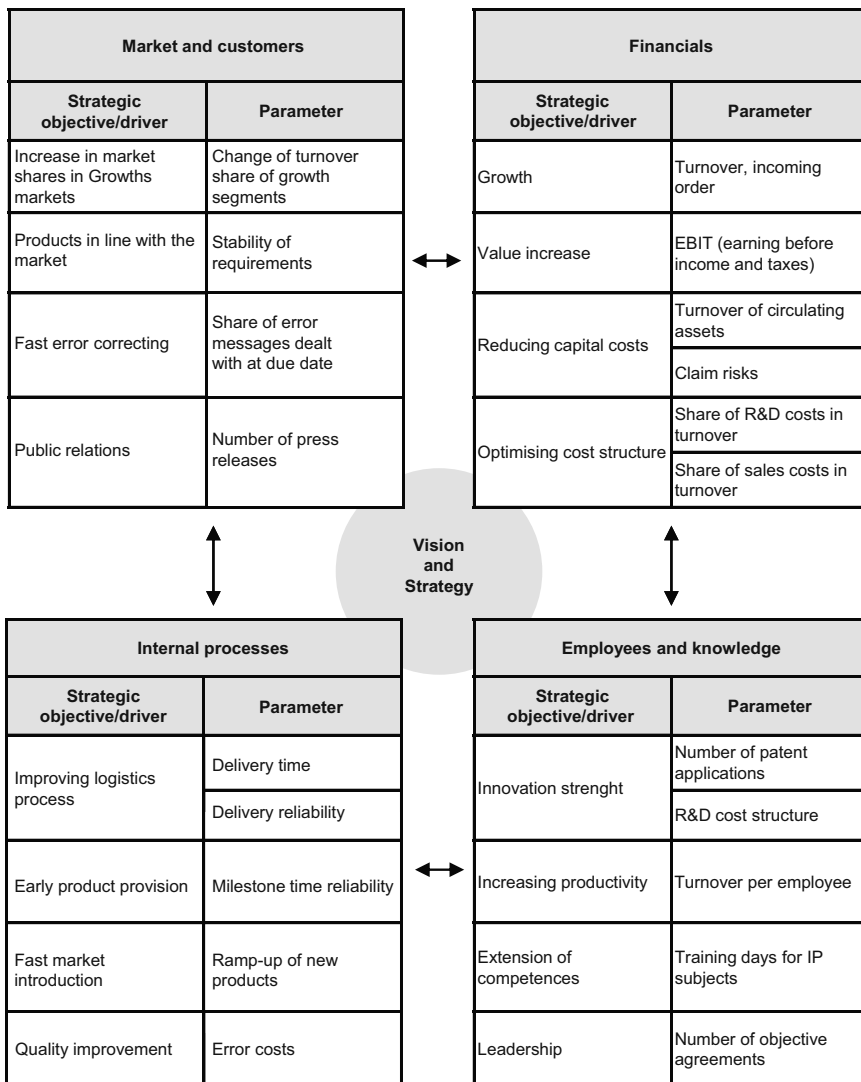 Market and customers
Strategic
objective/driver
Parameter
Increase in market
shares in Growths
markets
Change of turnover
share of growth
segments
Products in line with the
market
Stability of
requirements
Fast error correcting
Share of error
messages dealt
with at due date
Public relations
Number of press
releases
Financials
Strategic
objective/driver
Parameter
Growth
Turnover, incoming
order
Value increase
EBIT (earning before
income and taxes)
Reducing capital costs
Turnover of circulating
assets
Claim risks
Optimising cost structure
Share of R&D costs in
turnover
Share of sales costs in
turnover
Vision
and
Strategy
Internal processes
Strategic
objective/driver
Parameter
Improving logistics
process
Delivery time
Delivery reliability
Early product provision
Milestone time reliability
Fast market
introduction
Ramp-up of new
products
Quality improvement
Error costs
Employees and knowledge
Strategic
objective/driver
Parameter
Innovation strenght
Number of patent
applications
R&D cost structure
Increasing productivity
Turnover per employee
Extension of
competences
Training days for IP
subjects
Leadership
Number of objective
agreements